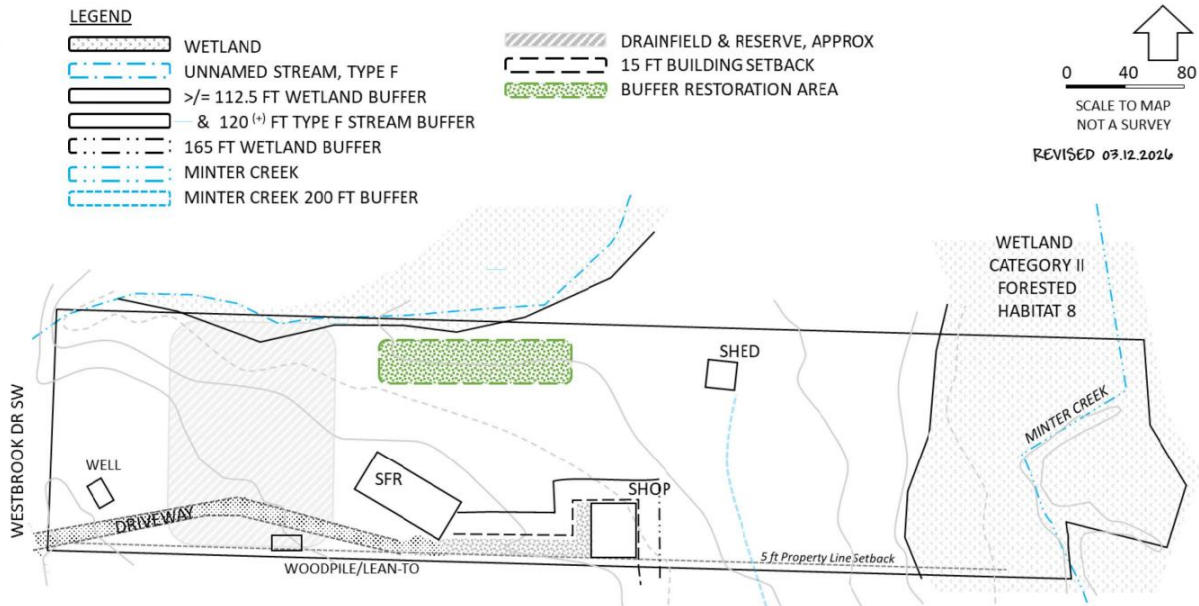 LEGEND
WETLAND
UNNAMED STREAM, TYPE F
>/= 112.5 FT WETLAND BUFFER
& 120 (+) FT TYPE F STREAM BUFFER
165 FT WETLAND BUFFER
MINTER CREEK
MINTER CREEK 200 FT BUFFER
DRAINFIELD & RESERVE, APPROX
15 FT BUILDING SETBACK
BUFFER RESTORATION AREA
0 40 80
SCALE TO MAP
NOT A SURVEY
REVISED 03.12.2026
WETLAND
CATEGORY II
FORESTED
HABITAT 8
SHED
MINTER CREEK
WESTBROOK DR SW
WELL
SFR
SHOP
DRIVEWAY
WOODPILE/LEAN-TO
5 ft Property Line Setback